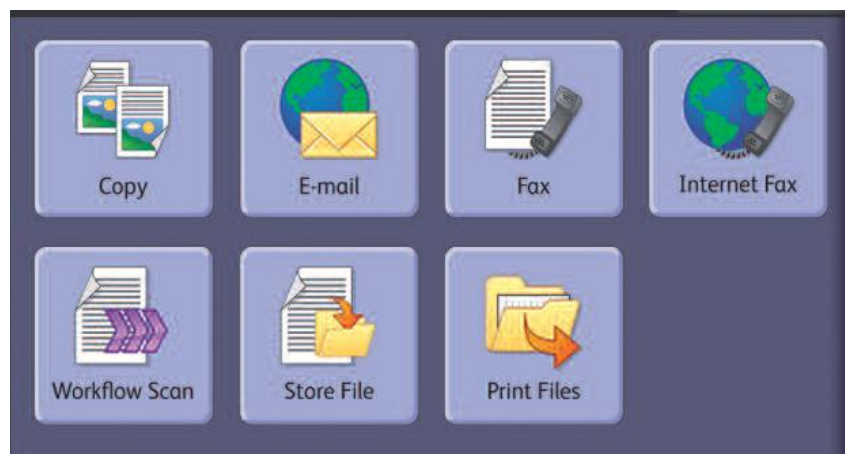 Copy
E-mail
Fax
Internet Fax
Workflow Scan
Store File
Print Files